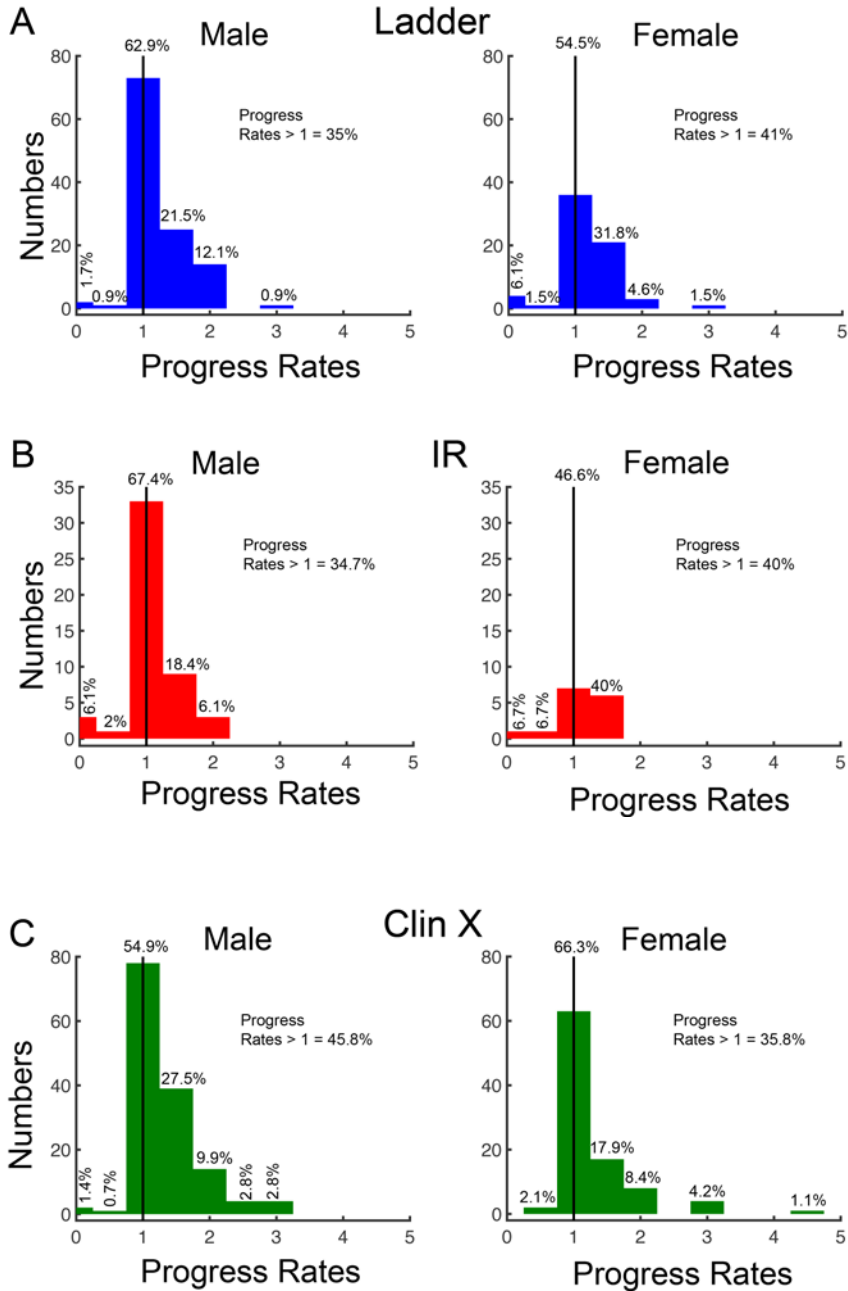 A
Ladder
Male
Female
62.9%
54.5%
80
60
40
20
0
Numbers
1.7%
0.9%
21.5%
12.1%
0.9%
Progress
Rates > 1 = 35%
0 1 2 3 4 5
Progress Rates
80
60
40
20
0
6.1%
1.5%
31.8%
4.6%
1.5%
Progress
Rates > 1 = 41%
0 1 2 3 4 5
Progress Rates
B
IR
Male
Female
67.4%
46.6%
35
30
25
20
15
10
5
0
Numbers
6.1%
2%
18.4%
6.1%
Progress
Rates > 1 = 34.7%
0 1 2 3 4 5
Progress Rates
35
30
25
20
15
10
5
0
6.7%
6.7%
40%
Progress
Rates > 1 = 40%
0 1 2 3 4 5
Progress Rates
C
Clin X
Male
Female
54.9%
66.3%
80
60
40
20
0
Numbers
1.4%
0.7%
27.5%
9.9%
2.8%
2.8%
Progress
Rates > 1 = 45.8%
0 1 2 3 4 5
Progress Rates
80
60
40
20
0
2.1%
17.9%
8.4%
4.2%
1.1%
Progress
Rates > 1 = 35.8%
0 1 2 3 4 5
Progress Rates